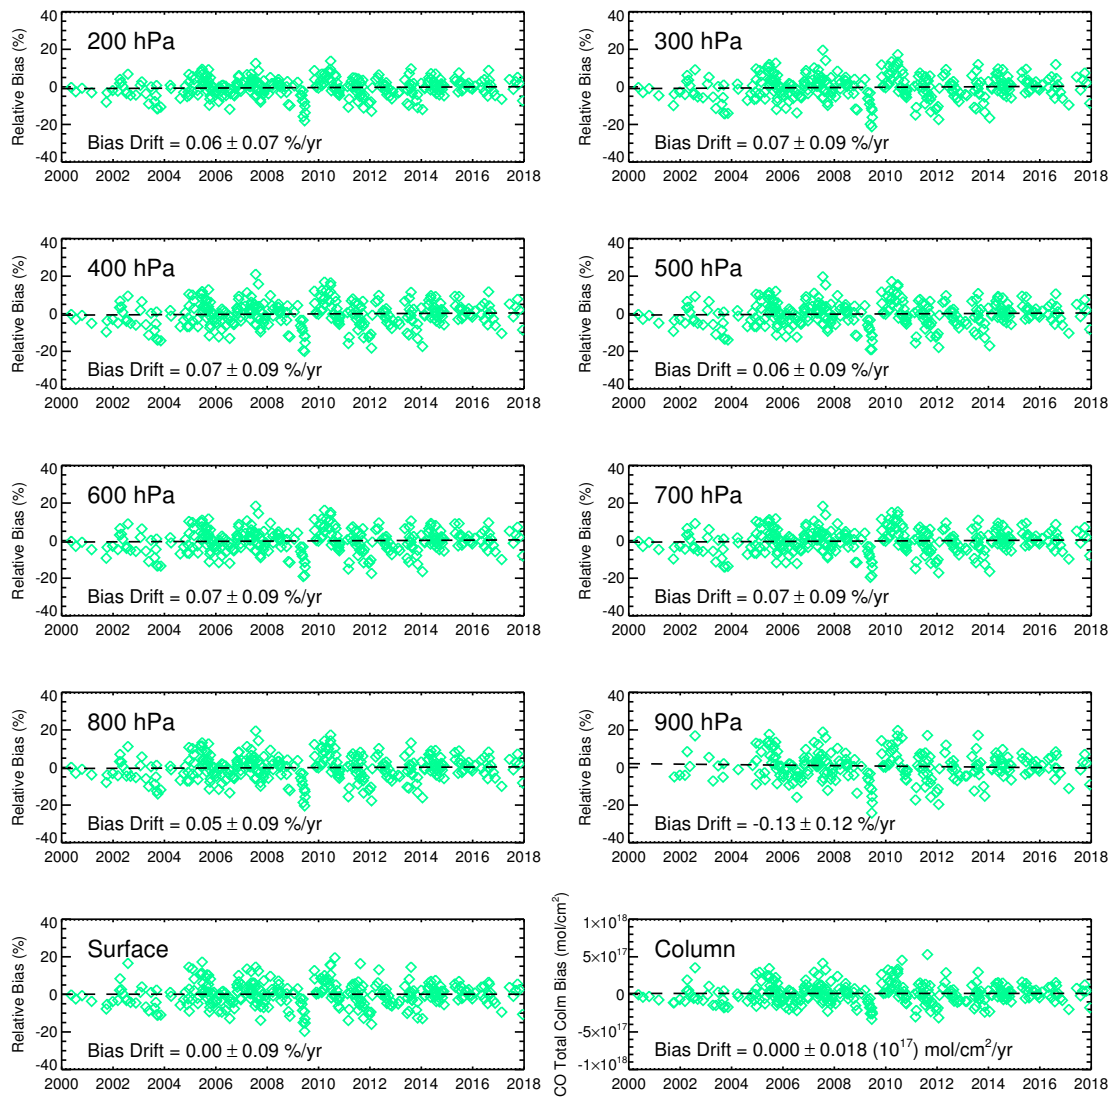 200 hPa
Relative Bias (%)
40
20
0
-20
-40
Bias Drift = 0.06 ± 0.07 %/yr
2000 2002 2004 2006 2008 2010 2012 2014 2016 2018
300 hPa
Relative Bias (%)
40
20
0
-20
-40
Bias Drift = 0.07 ± 0.09 %/yr
2000 2002 2004 2006 2008 2010 2012 2014 2016 2018
400 hPa
Relative Bias (%)
40
20
0
-20
-40
Bias Drift = 0.07 ± 0.09 %/yr
2000 2002 2004 2006 2008 2010 2012 2014 2016 2018
500 hPa
Relative Bias (%)
40
20
0
-20
-40
Bias Drift = 0.06 ± 0.09 %/yr
2000 2002 2004 2006 2008 2010 2012 2014 2016 2018
600 hPa
Relative Bias (%)
40
20
0
-20
-40
Bias Drift = 0.07 ± 0.09 %/yr
2000 2002 2004 2006 2008 2010 2012 2014 2016 2018
700 hPa
Relative Bias (%)
40
20
0
-20
-40
Bias Drift = 0.07 ± 0.09 %/yr
2000 2002 2004 2006 2008 2010 2012 2014 2016 2018
800 hPa
Relative Bias (%)
40
20
0
-20
-40
Bias Drift = 0.05 ± 0.09 %/yr
2000 2002 2004 2006 2008 2010 2012 2014 2016 2018
900 hPa
Relative Bias (%)
40
20
0
-20
-40
Bias Drift = -0.13 ± 0.12 %/yr
2000 2002 2004 2006 2008 2010 2012 2014 2016 2018
Surface
Relative Bias (%)
40
20
0
-20
-40
Bias Drift = 0.00 ± 0.09 %/yr
2000 2002 2004 2006 2008 2010 2012 2014 2016 2018
Column
CO Total Colm Bias (mol/cm²)
1×10¹⁸
5×10¹⁷
0
-5×10¹⁷
-1×10¹⁸
Bias Drift = 0.000 ± 0.018 (10¹⁷) mol/cm²/yr
2000 2002 2004 2006 2008 2010 2012 2014 2016 2018